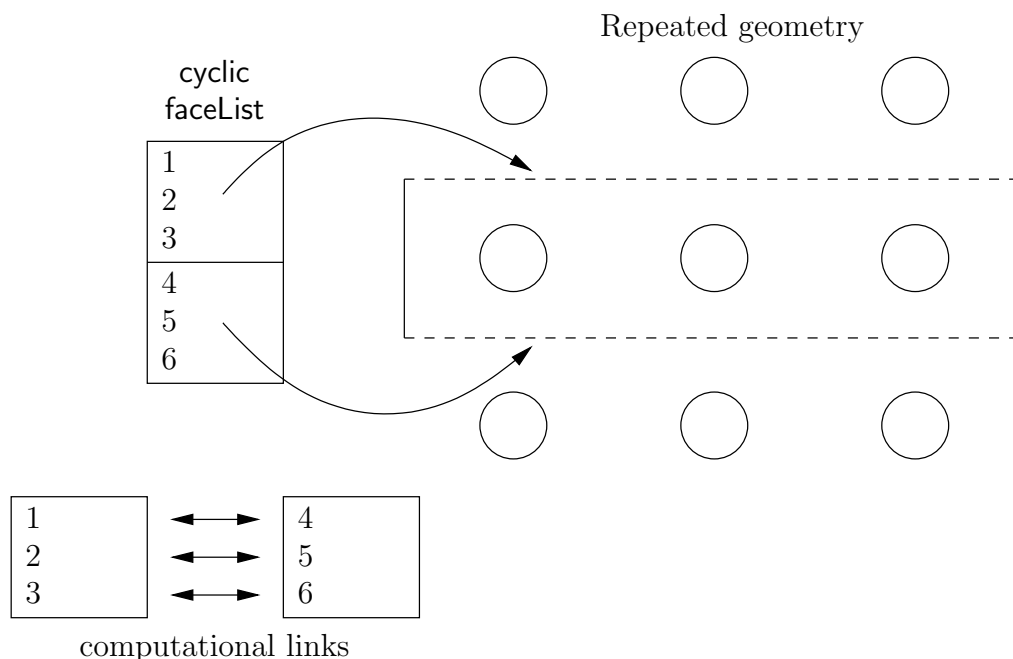 Repeated geometry
cyclic
faceList
1
2
3
4
5
6
1 4
2 5
3 6
computational links